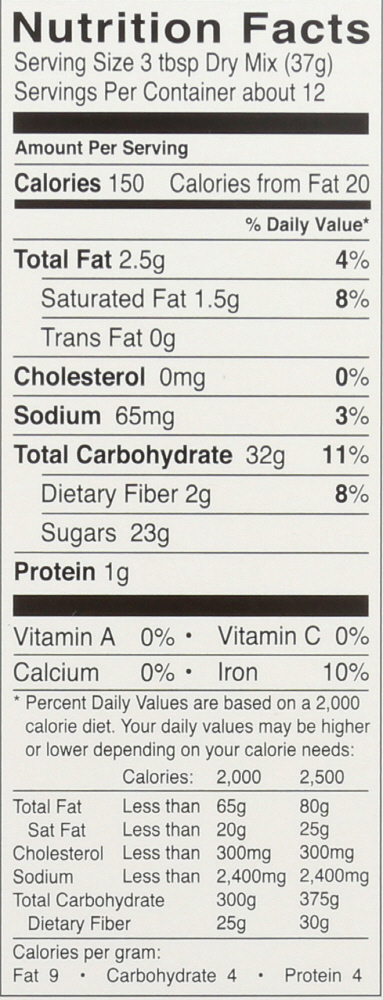 Nutrition Facts
Serving Size 3 tbsp Dry Mix (37g)
Servings Per Container about 12
Amount Per Serving
Calories 150 Calories from Fat 20
% Daily Value*
Total Fat 2.5g 4%
Saturated Fat 1.5g 8%
Trans Fat 0g
Cholesterol 0mg 0%
Sodium 65mg 3%
Total Carbohydrate 32g 11%
Dietary Fiber 2g 8%
Sugars 23g
Protein 1g
Vitamin A 0% • Vitamin C 0%
Calcium 0% • Iron 10%
* Percent Daily Values are based on a 2,000
calorie diet. Your daily values may be higher
or lower depending on your calorie needs:
Calories: 2,000 2,500
Total Fat Less than 65g 80g
Sat Fat Less than 20g 25g
Cholesterol Less than 300mg 300mg
Sodium Less than 2,400mg 2,400mg
Total Carbohydrate 300g 375g
Dietary Fiber 25g 30g
Calories per gram:
Fat 9 • Carbohydrate 4 • Protein 4